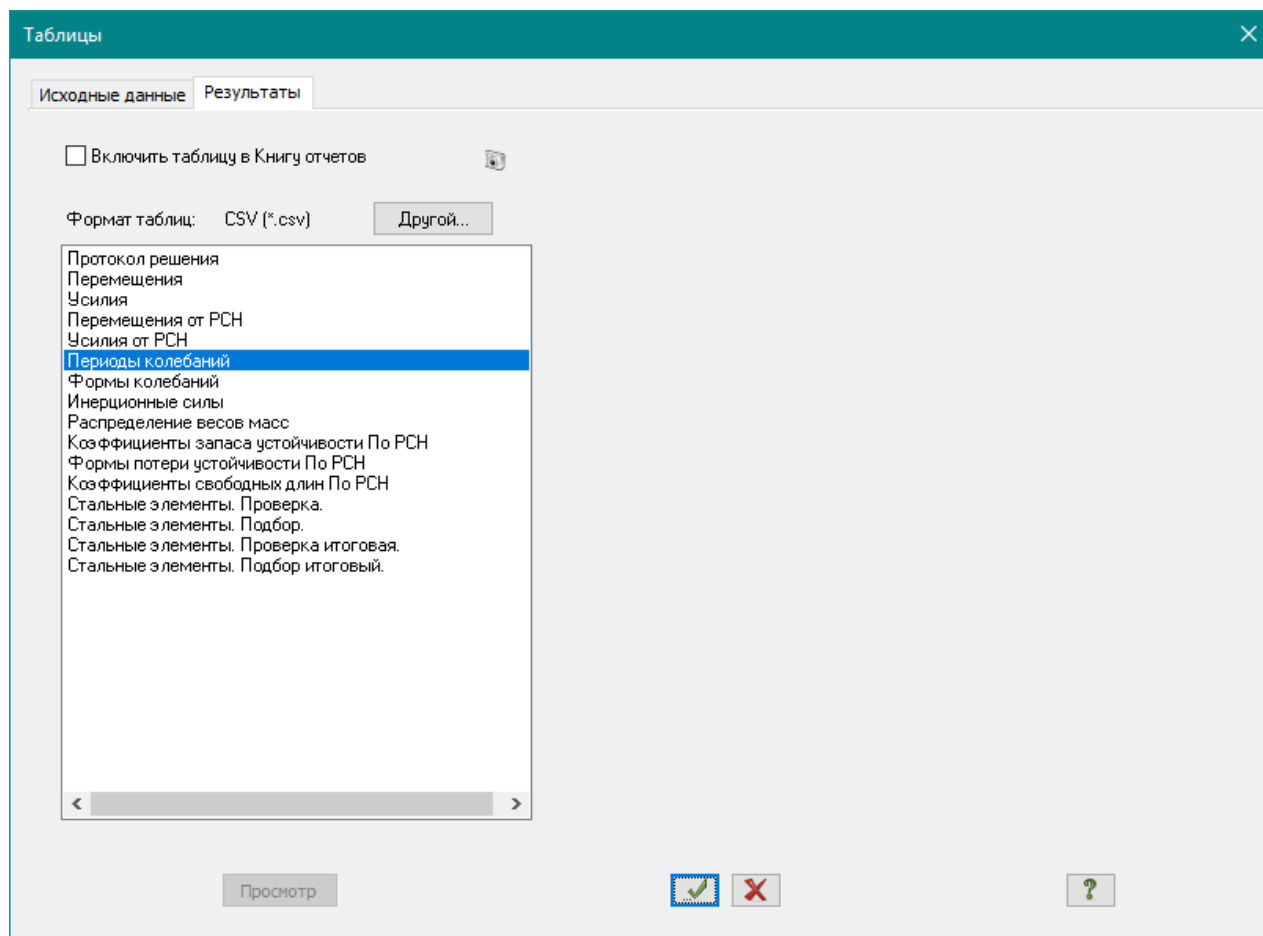 Таблицы
Исходные данные Результаты
Включить таблицу в Книгу отчетов
Формат таблиц: CSV (*.csv) Другой...
Протокол решения
Перемещения
Усилия
Перемещения от РСН
Усилия от РСН
Периоды колебаний
Формы колебаний
Инерционные силы
Распределение весов масс
Коэффициенты запаса устойчивости По РСН
Формы потери устойчивости По РСН
Коэффициенты свободных длин По РСН
Стальные элементы. Проверка.
Стальные элементы. Подбор.
Стальные элементы. Проверка итоговая.
Стальные элементы. Подбор итоговый.
Просмотр ?